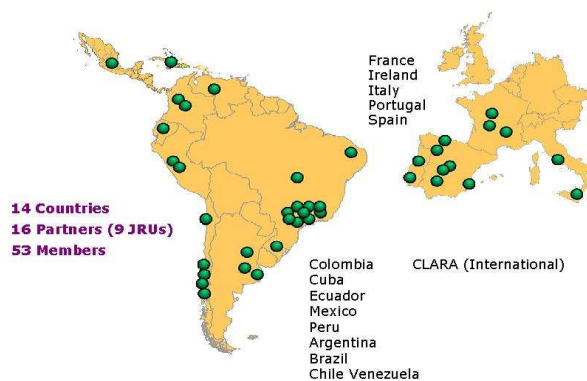 France
Ireland
Italy
Portugal
Spain
14 Countries
16 Partners (9 JRUs)
53 Members
Colombia
Cuba
Ecuador
Mexico
Peru
Argentina
Brazil
Chile Venezuela
CLARA (International)